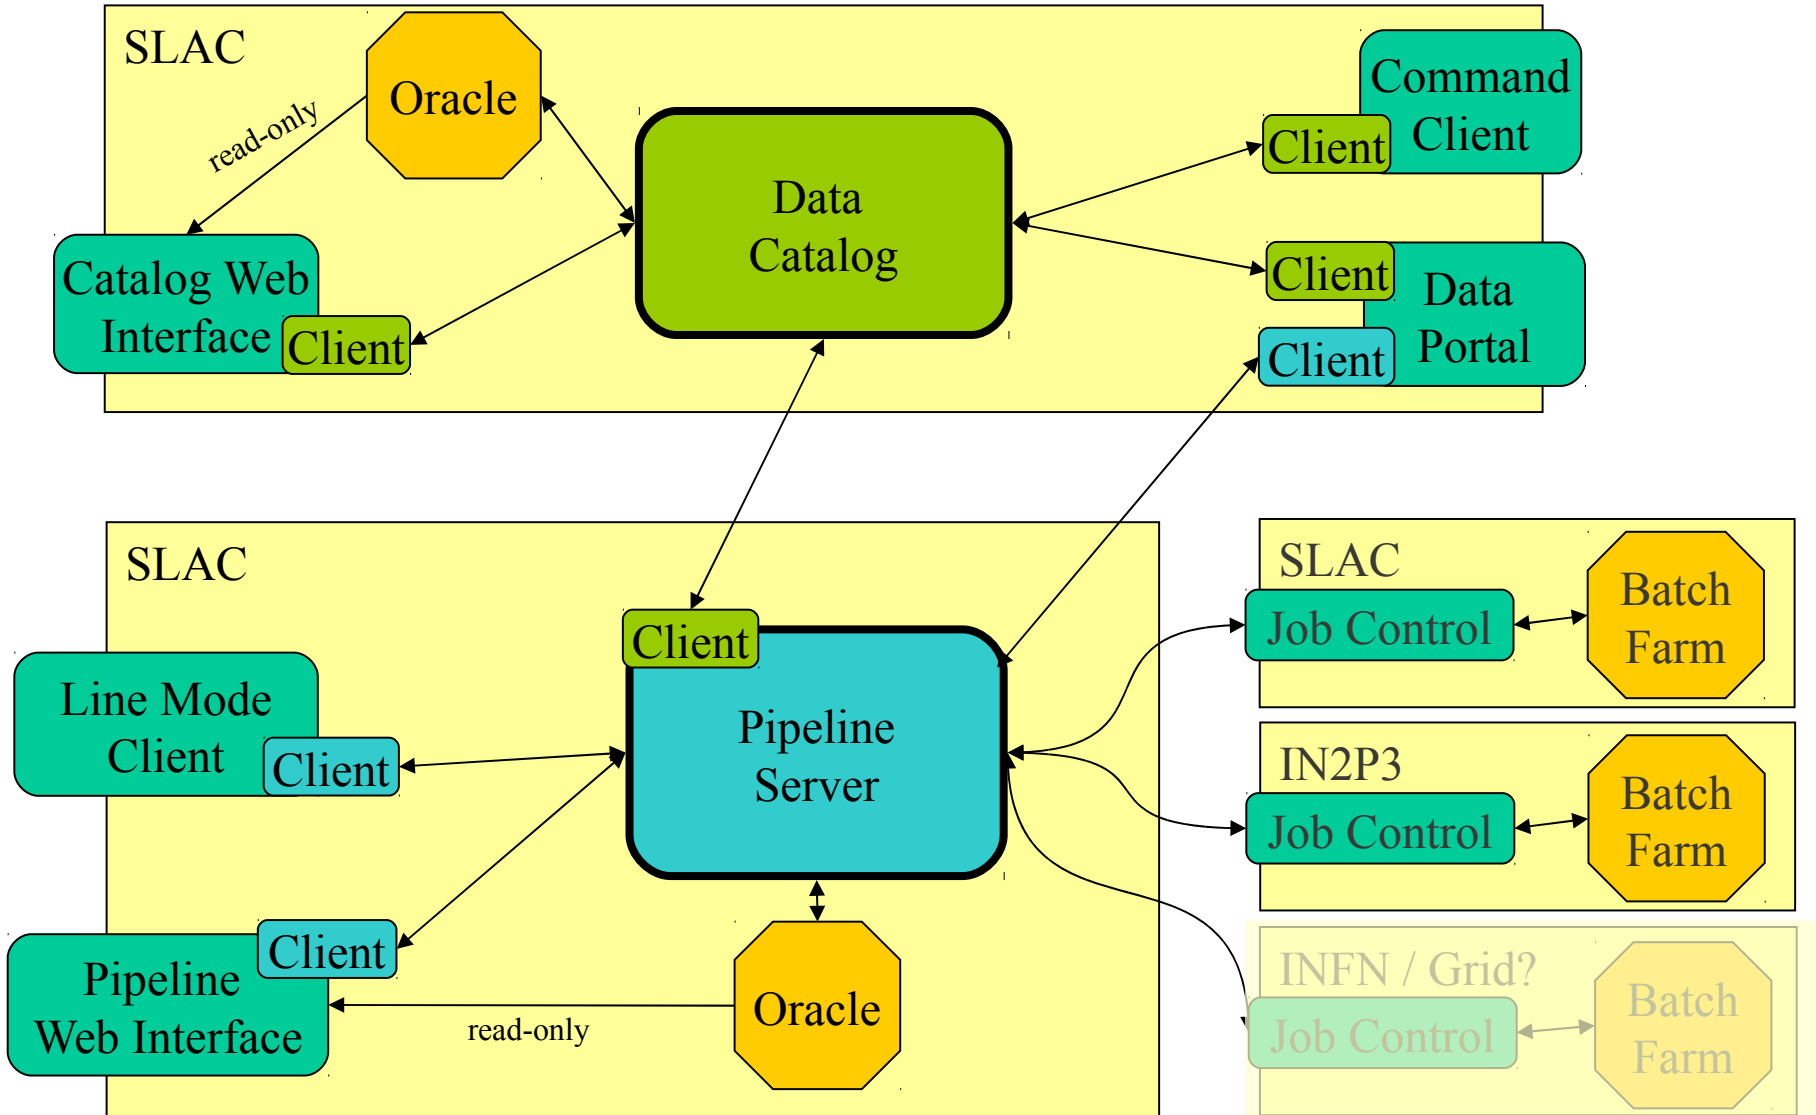 SLAC
Oracle
read-only
Catalog Web
Interface
Client
Data
Catalog
Command
Client
Client
Client
Data
Portal
Client
SLAC
Client
Line Mode
Client
Client
Pipeline
Server
Client
Pipeline
Web Interface
read-only
Oracle
SLAC
Job Control
Batch
Farm
IN2P3
Job Control
Batch
Farm
INFN / Grid?
Job Control
Batch
Farm